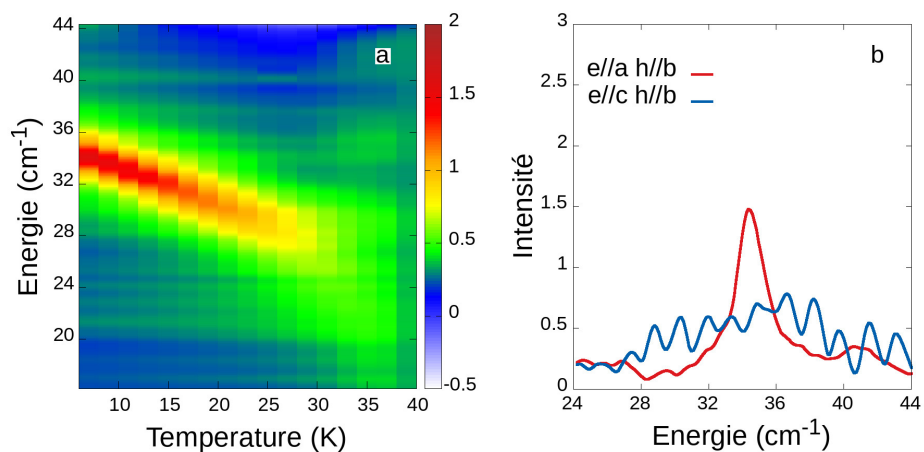 a
44
40
36
32
28
24
20
Energie (cm-1)
10 15 20 25 30 35 40
Temperature (K)
2
1.5
1
0.5
0
-0.5
b
e//a h//b
e//c h//b
3
2.5
2
1.5
1
0.5
0
Intensité
24 28 32 36 40 44
Energie (cm-1)